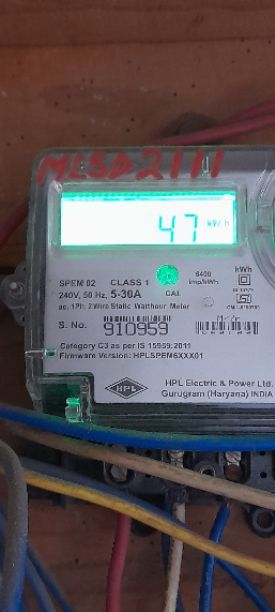 MLSD2111
47 kWh
SPEM 02 CLASS 1 6400 imp/kWh kWh
240V, 50 Hz, 5-30A CAL
ac, 1Ph, 2Wire Static Watthour Meter
S. No. 910959
Category C3 as per IS 15959:2011
Firmware Version: HPLSPEM6XXX01
HPL HPL Electric & Power Ltd.
Gurugram (Haryana) INDIA